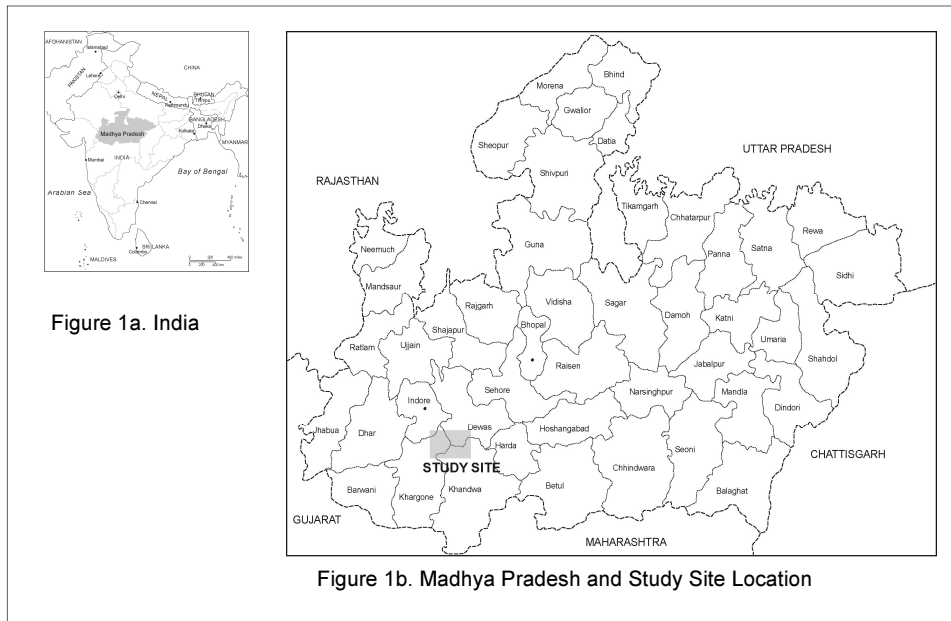 AFGHANISTAN
Islamabad
CHINA
PAKISTAN
Lahore
Delhi
NEPAL
Katmandu
BHUTAN
Thimpu
BANGLADESH
Dhaka
Kolkata
MYANMAR
Madhya Pradesh
INDIA
Mumbai
Bay of Bengal
Arabian Sea
Chennai
SRI LANKA
Colombo
MALDIVES
Figure 1a. India
Bhind
Morena
Gwalior
Sheopur
Datia
UTTAR PRADESH
RAJASTHAN
Shivpuri
Tikamgarh
Chhatarpur
Rewa
Neemuch
Guna
Panna
Satna
Sidhi
Mandsaur
Rajgarh
Vidisha
Sagar
Damoh
Katni
Shajapur
Bhopal
Umaria
Ratlam
Ujjain
Raisen
Jabalpur
Shahdol
Indore
Sehore
Narsinghpur
Mandla
Dindori
Jhabua
Dhar
Dewas
Hoshangabad
Harda
Seoni
CHATTISGARH
STUDY SITE
Chhindwara
Barwani
Khargone
Khandwa
Betul
Balaghat
GUJARAT
MAHARASHTRA
Figure 1b. Madhya Pradesh and Study Site Location